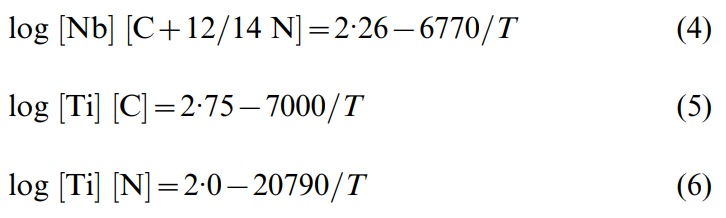 log [Nb] [C+12/14 N]=2·26−6770/T (4)
log [Ti] [C]=2·75−7000/T (5)
log [Ti] [N]=2·0−20790/T (6)